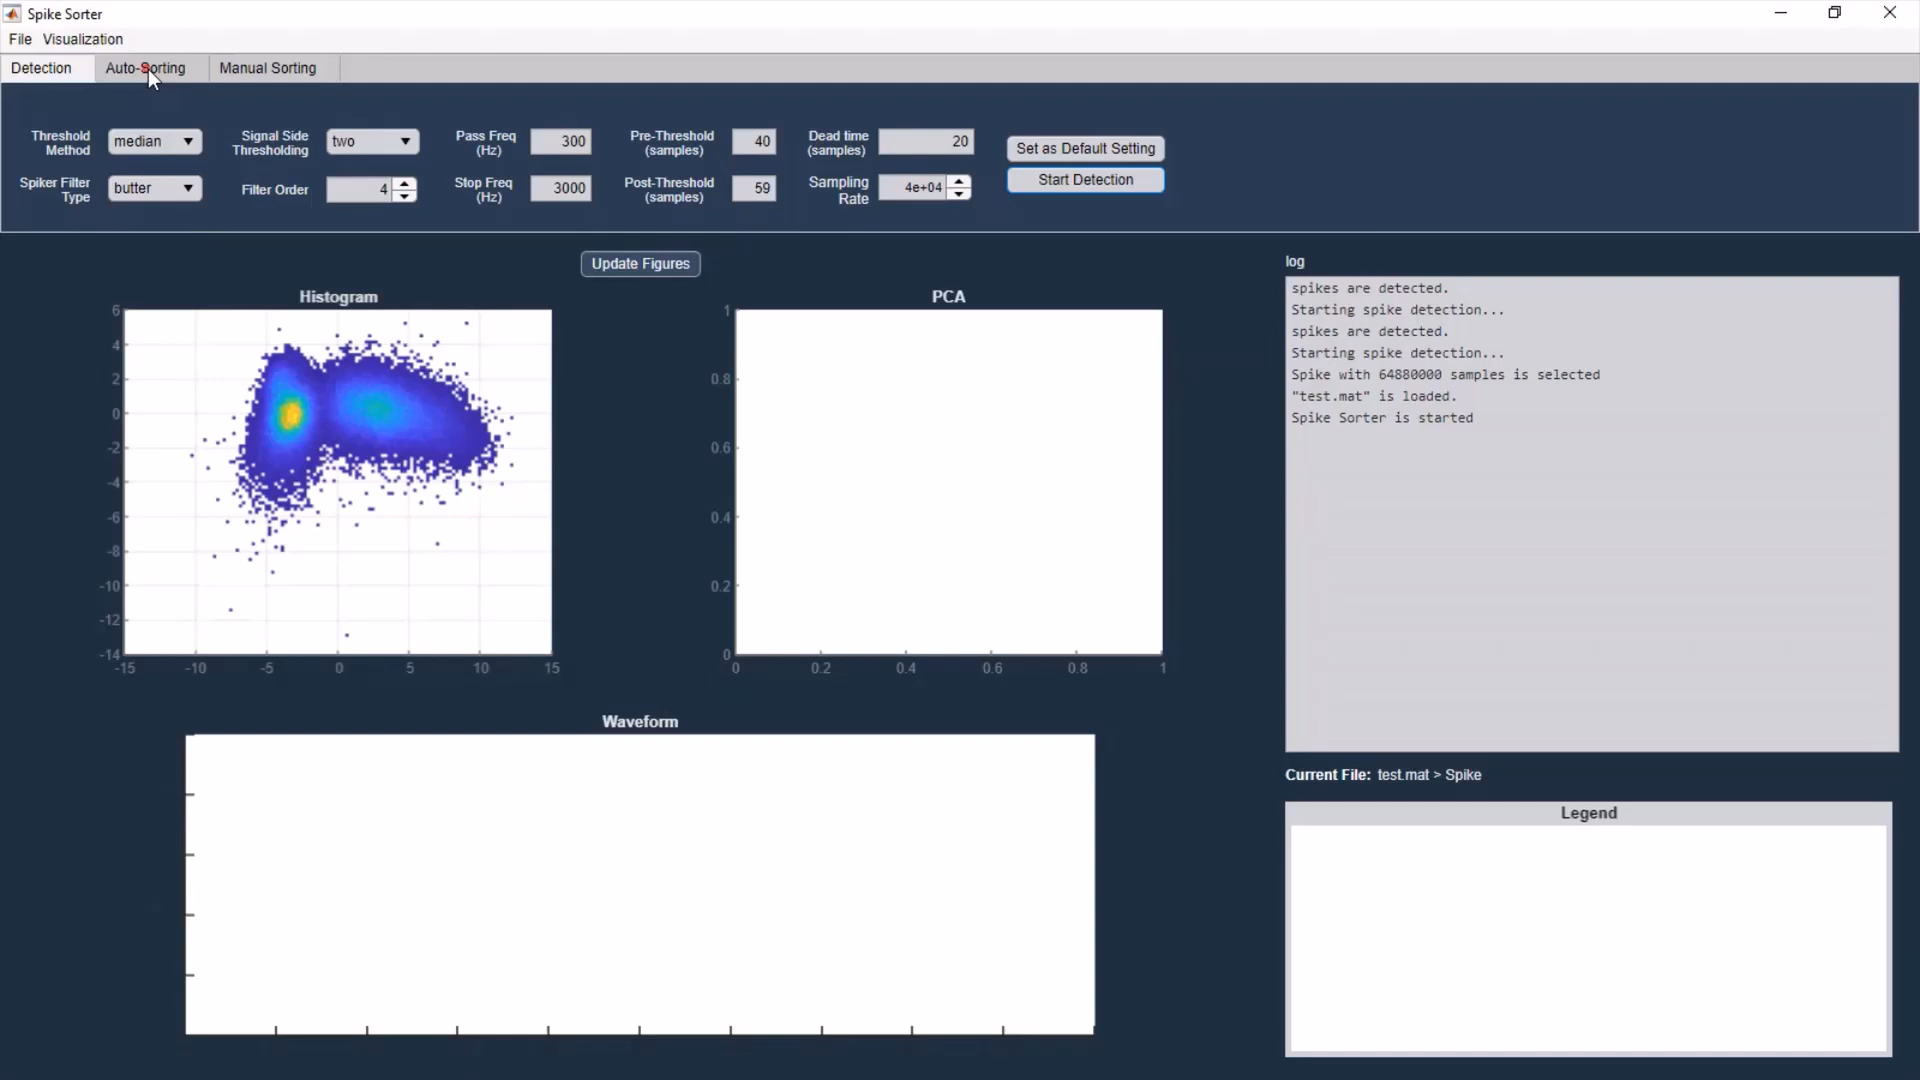 Spike Sorter
File Visualization
Detection Auto-Sorting Manual Sorting
Threshold Method median Signal Side Thresholding two Pass Freq (Hz) 300 Pre-Threshold (samples) 40 Dead time (samples) 20 Set as Default Setting
Spiker Filter Type butter Filter Order 4 Stop Freq (Hz) 3000 Post-Threshold (samples) 59 Sampling Rate 4e+04 Start Detection
Update Figures
Histogram
6
4
2
0
-2
-4
-6
-8
-10
-12
-14
-15 -10 -5 0 5 10 15
PCA
1
0.8
0.6
0.4
0.2
0
0 0.2 0.4 0.6 0.8 1
Waveform
log
spikes are detected.
Starting spike detection...
spikes are detected.
Starting spike detection...
Spike with 64880000 samples is selected
"test.mat" is loaded.
Spike Sorter is started
Current File: test.mat > Spike
Legend